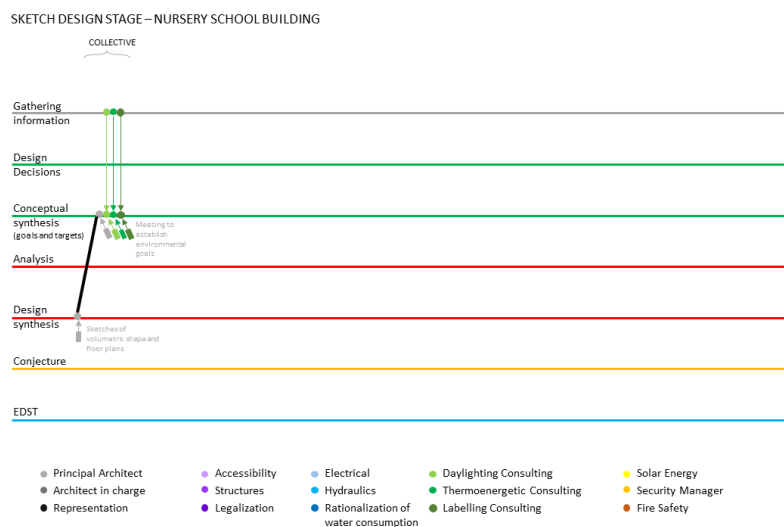 SKETCH DESIGN STAGE – NURSERY SCHOOL BUILDING
COLLECTIVE
Gathering
information
Design
Decisions
Conceptual
synthesis
(goals and targets)
Meeting to
establish
environmental
goals
Analysis
Design
synthesis
Sketches of
volumetric shape and
floor plans
Conjecture
EDST
Principal Architect
Architect in charge
Representation
Accessibility
Structures
Legalization
Electrical
Hydraulics
Rationalization of
water consumption
Daylighting Consulting
Thermoenergetic Consulting
Labelling Consulting
Solar Energy
Security Manager
Fire Safety